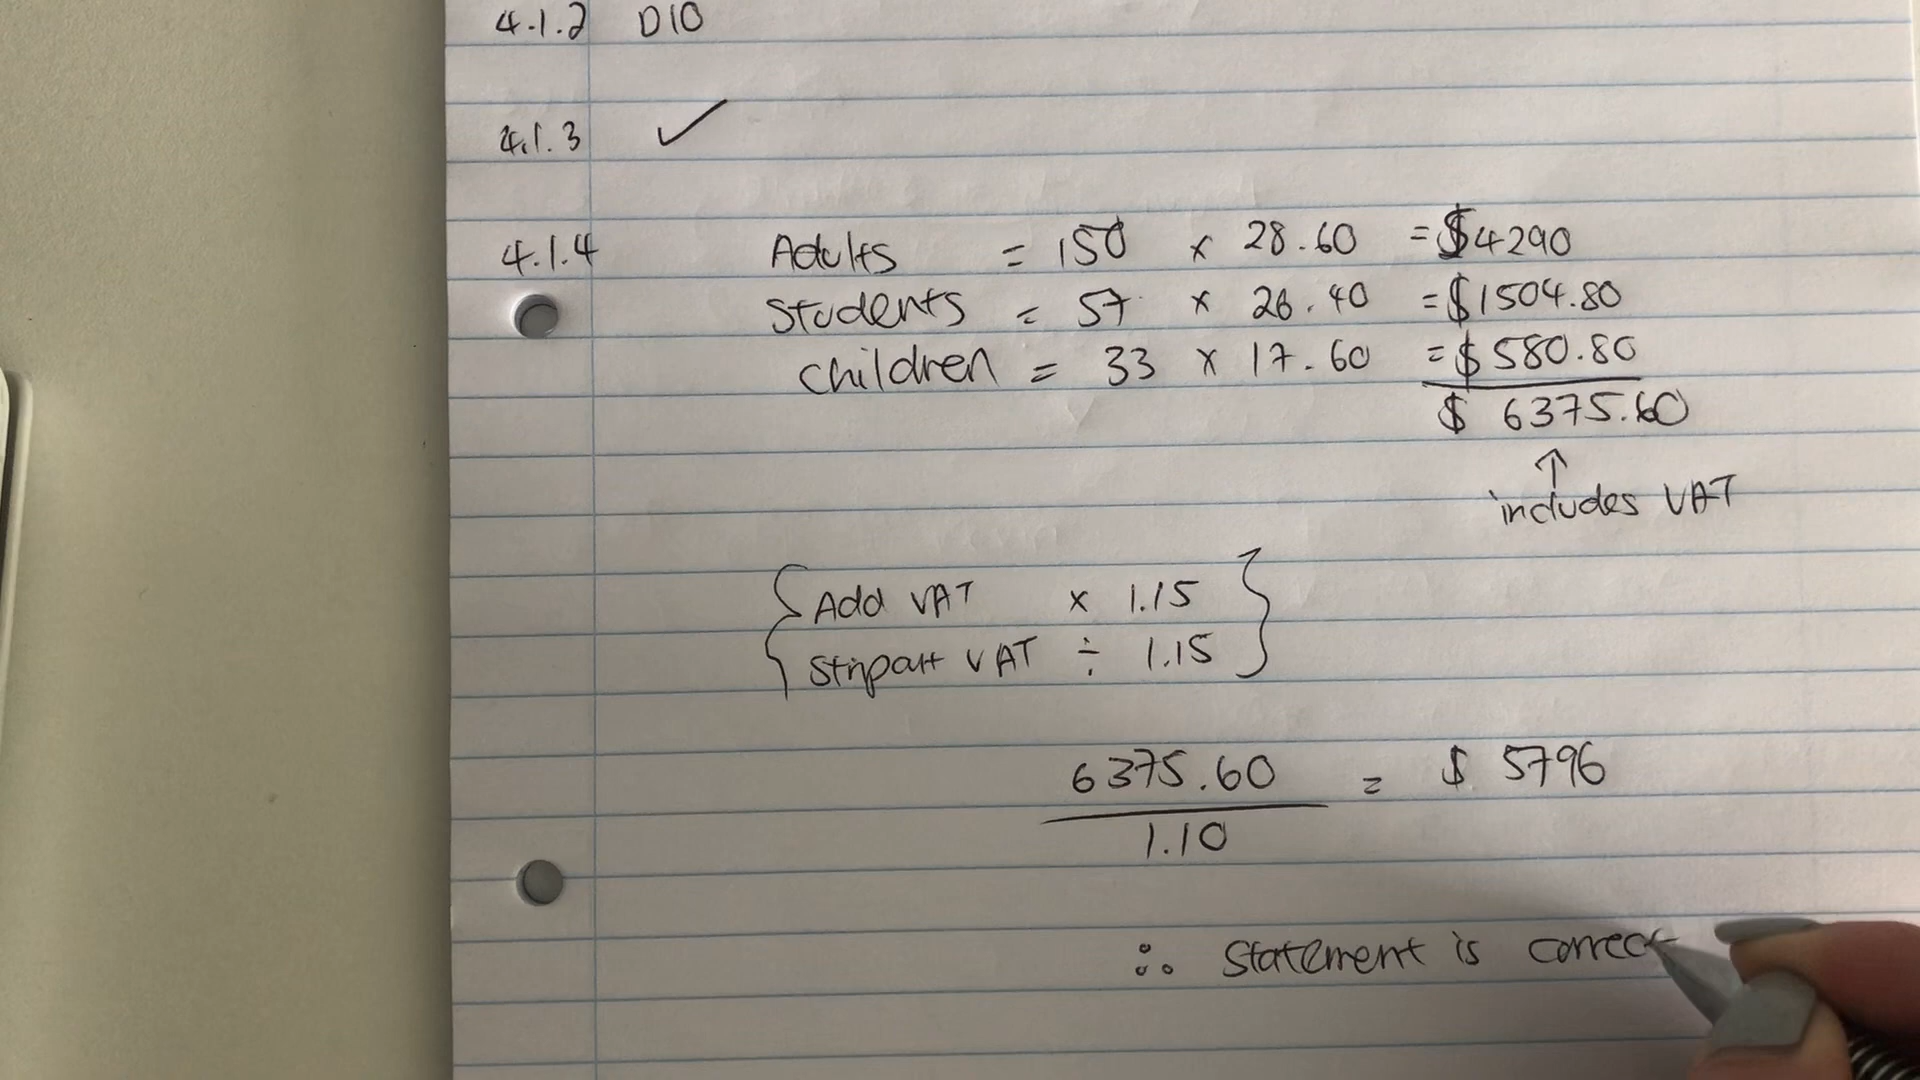 4.1.2 D10
4.1.3 ✓
4.1.4 Adults = 150 × 28.60 = $4290
Students = 57 × 26.40 = $1504.80
children = 33 × 17.60 = $580.80
$ 6375.60
↑
includes VAT
{ Add VAT × 1.15 }
{ Strip out VAT ÷ 1.15 }
6375.60 = $ 5796
1.10
∴ Statement is correct